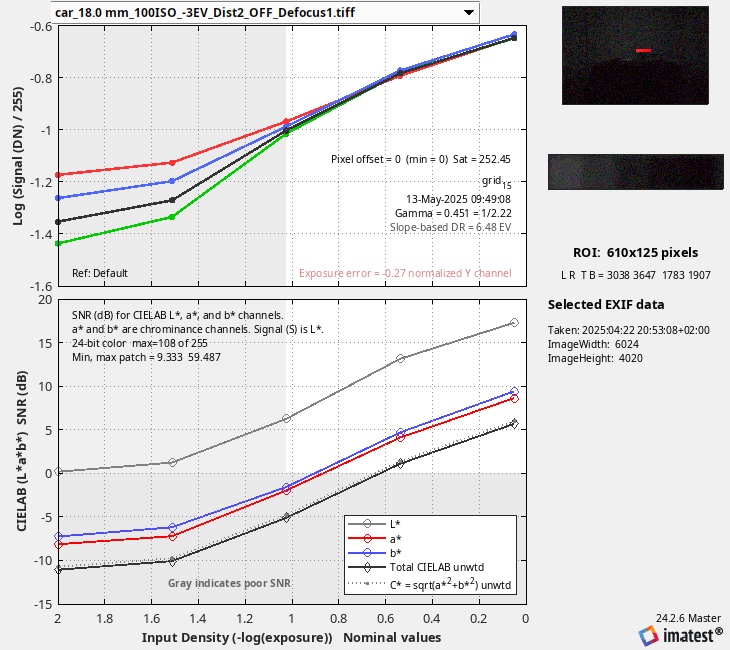 car_18.0 mm_100ISO_-3EV_Dist2_OFF_Defocus1.tiff
Log (Signal (DN) / 255)
-0.6
-0.8
-1
-1.2
-1.4
-1.6
Pixel offset = 0 (min = 0) Sat = 252.45
grid15
13-May-2025 09:49:08
Gamma = 0.451 = 1/2.22
Slope-based DR = 6.48 EV
Ref: Default
Exposure error = -0.27 normalized Y channel
CIELAB (L*a*b*) SNR (dB)
20
15
10
5
0
-5
-10
-15
SNR (dB) for CIELAB L*, a*, and b* channels.
a* and b* are chrominance channels. Signal (S) is L*.
24-bit color max=108 of 255
Min, max patch = 9.333 59.487
L*
a*
b*
Total CIELAB unwtd
C* = sqrt(a*2+b*2) unwtd
Gray indicates poor SNR
2 1.8 1.6 1.4 1.2 1 0.8 0.6 0.4 0.2 0
Input Density (-log(exposure)) Nominal values
ROI: 610x125 pixels
L R T B = 3038 3647 1783 1907
Selected EXIF data
Taken: 2025:04:22 20:53:08+02:00
ImageWidth: 6024
ImageHeight: 4020
24.2.6 Master
imatest®